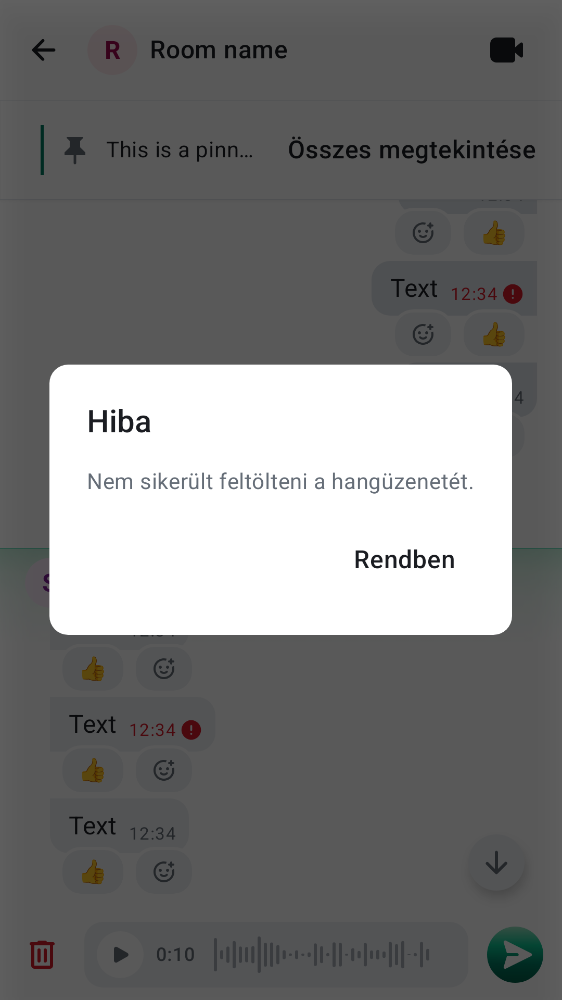 R Room name
This is a pinn… Összes megtekintése
Text 12:34
Hiba
Nem sikerült feltölteni a hangüzenetét.
Rendben
Text 12:34
Text 12:34
0:10